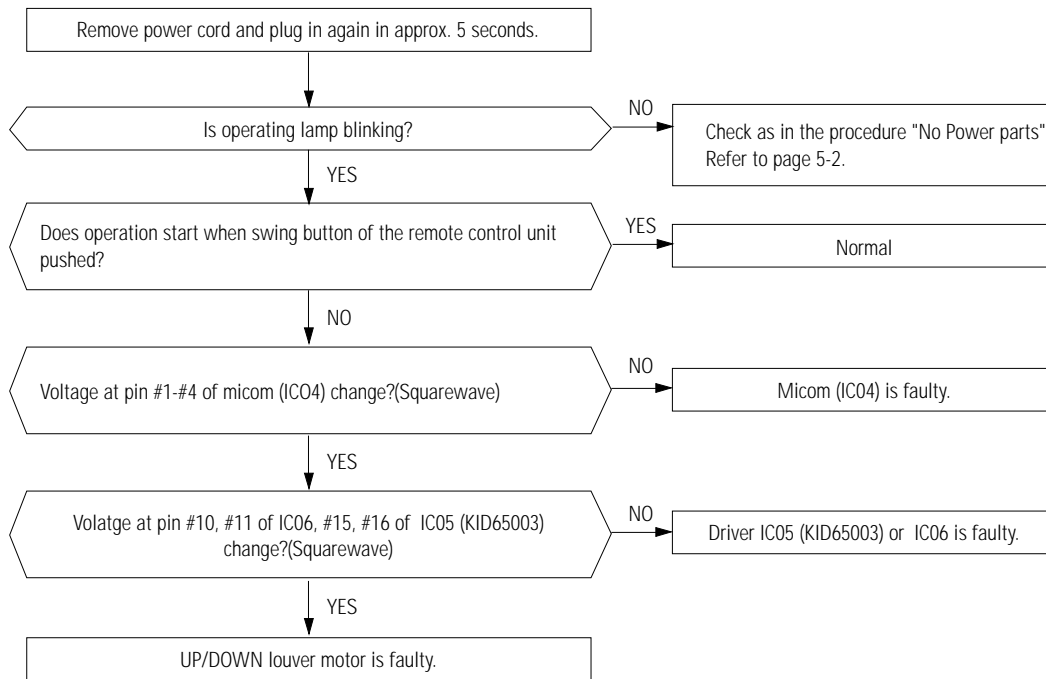 Remove power cord and plug in again in approx. 5 seconds.
Is operating lamp blinking?
NO
Check as in the procedure "No Power parts"
Refer to page 5-2.
YES
Does operation start when swing button of the remote control unit
pushed?
YES
Normal
NO
Voltage at pin #1-#4 of micom (ICO4) change?(Squarewave)
NO
Micom (IC04) is faulty.
YES
Volatge at pin #10, #11 of IC06, #15, #16 of IC05 (KID65003)
change?(Squarewave)
NO
Driver IC05 (KID65003) or IC06 is faulty.
YES
UP/DOWN louver motor is faulty.